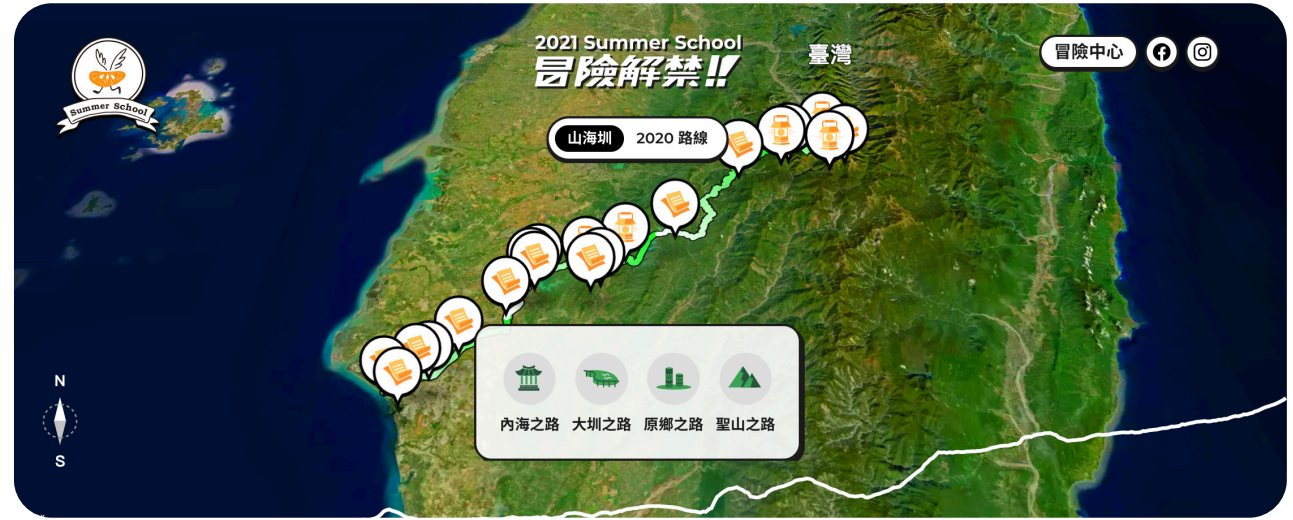 Summer School
2021 Summer School
冒險解禁!!
臺灣
冒險中心
山海圳
2020 路線
N
S
內海之路
大圳之路
原鄉之路
聖山之路